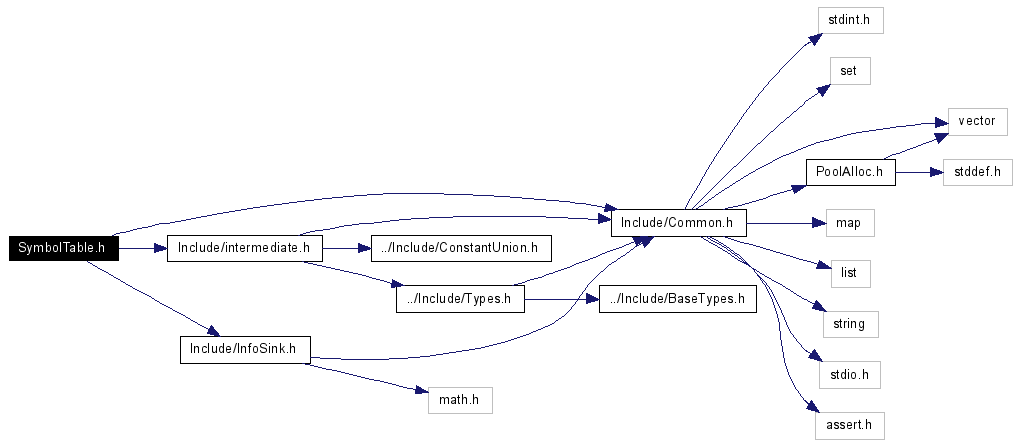 stdint.h
set
vector
PoolAlloc.h
stddef.h
Include/Common.h
map
SymbolTable.h
Include/intermediate.h
../Include/ConstantUnion.h
list
../Include/Types.h
../Include/BaseTypes.h
string
Include/InfoSink.h
stdio.h
math.h
assert.h